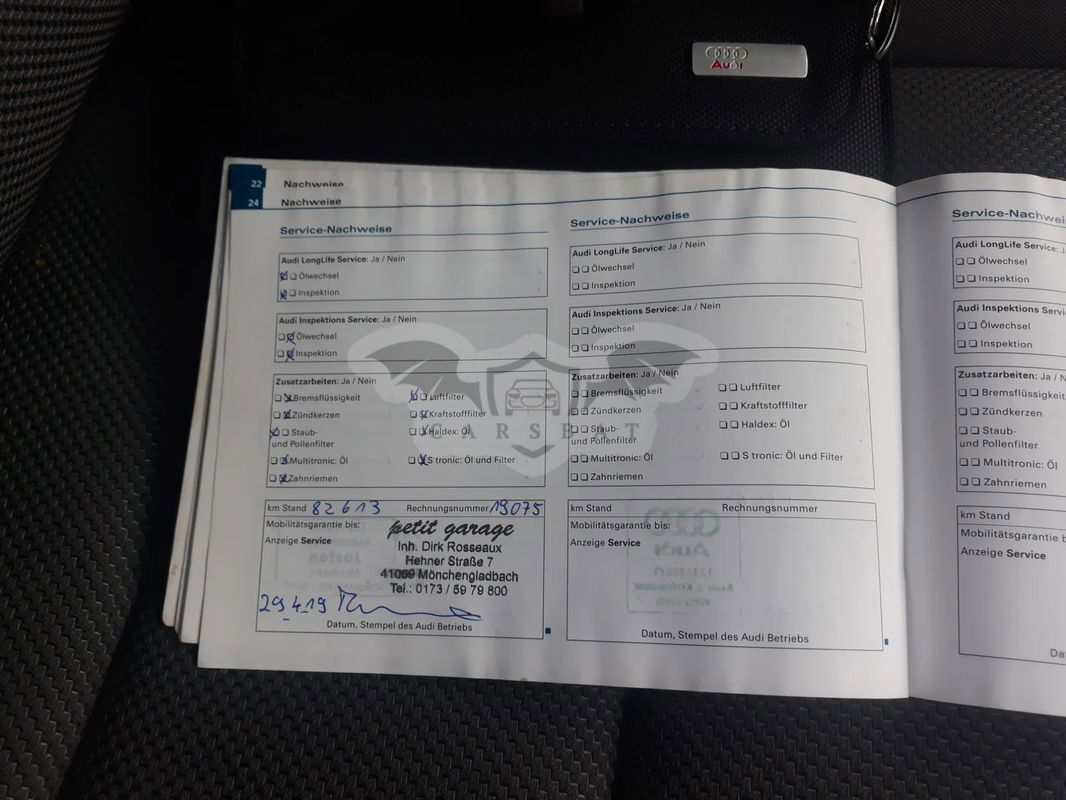 Audi
22 Nachweise
24 Nachweise
Service-Nachweise
Audi LongLife Service: Ja / Nein
Ölwechsel
Inspektion
Audi Inspektions Service: Ja / Nein
Ölwechsel
Inspektion
Zusatzarbeiten: Ja / Nein
Bremsflüssigkeit
Luftfilter
Zündkerzen
Kraftstofffilter
Staub-
und Pollenfilter
Haldex: Öl
Multitronic: Öl
S tronic: Öl und Filter
Zahnriemen
km Stand 82613 Rechnungsnummer 19075
Mobilitätsgarantie bis:
Anzeige Service
petit garage
Inh. Dirk Rosseaux
Hehner Straße 7
41069 Mönchengladbach
Tel.: 0173 / 59 79 800
29.4.19
Datum, Stempel des Audi Betriebs
Service-Nachweise
Audi LongLife Service: Ja / Nein
Ölwechsel
Inspektion
Audi Inspektions Service: Ja / Nein
Ölwechsel
Inspektion
Zusatzarbeiten: Ja / Nein
Bremsflüssigkeit
Luftfilter
Zündkerzen
Kraftstofffilter
Staub-
und Pollenfilter
Haldex: Öl
Multitronic: Öl
S tronic: Öl und Filter
Zahnriemen
km Stand Rechnungsnummer
Mobilitätsgarantie bis:
Anzeige Service
Datum, Stempel des Audi Betriebs
Service-Nachwei
Audi LongLife Service: J
Ölwechsel
Inspektion
Audi Inspektions Servi
Ölwechsel
Inspektion
Zusatzarbeiten: Ja / N
Bremsflüssigkeit
Zündkerzen
Staub-
und Pollenfilter
Multitronic: Öl
Zahnriemen
km Stand
Mobilitätsgarantie b
Anzeige Service
Da